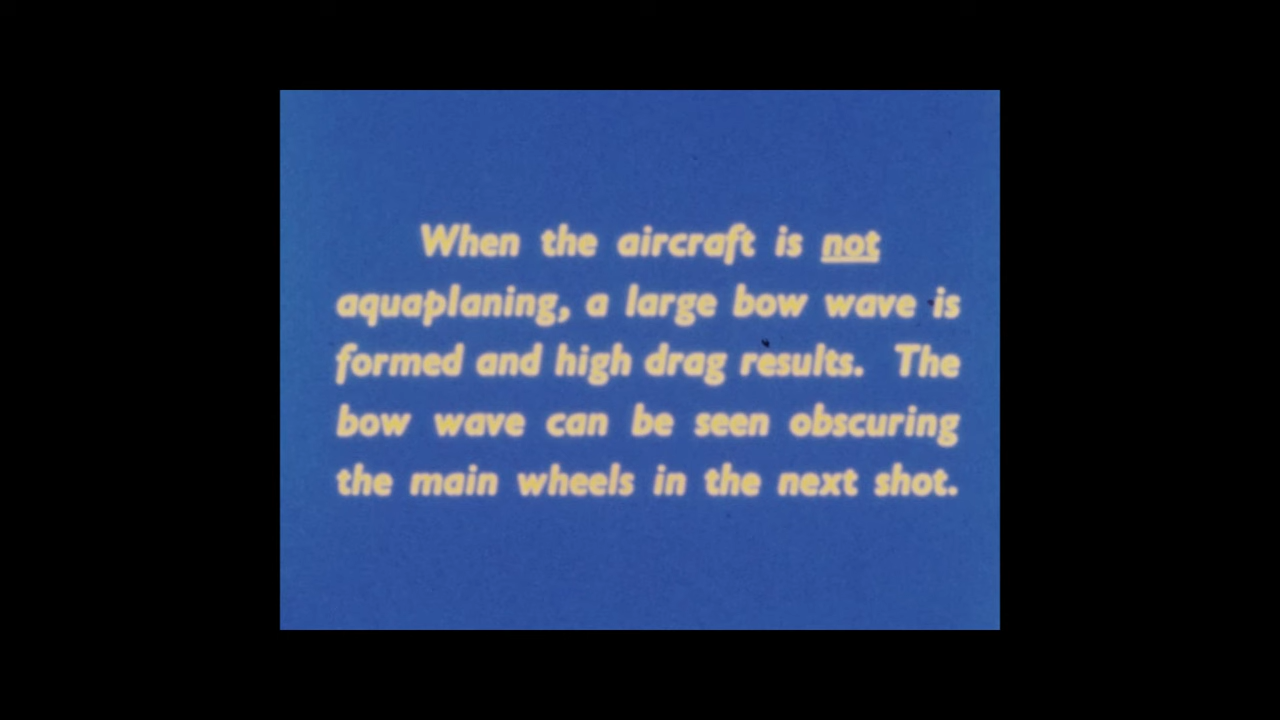 When the aircraft is not
aquaplaning, a large bow wave is
formed and high drag results. The
bow wave can be seen obscuring
the main wheels in the next shot.